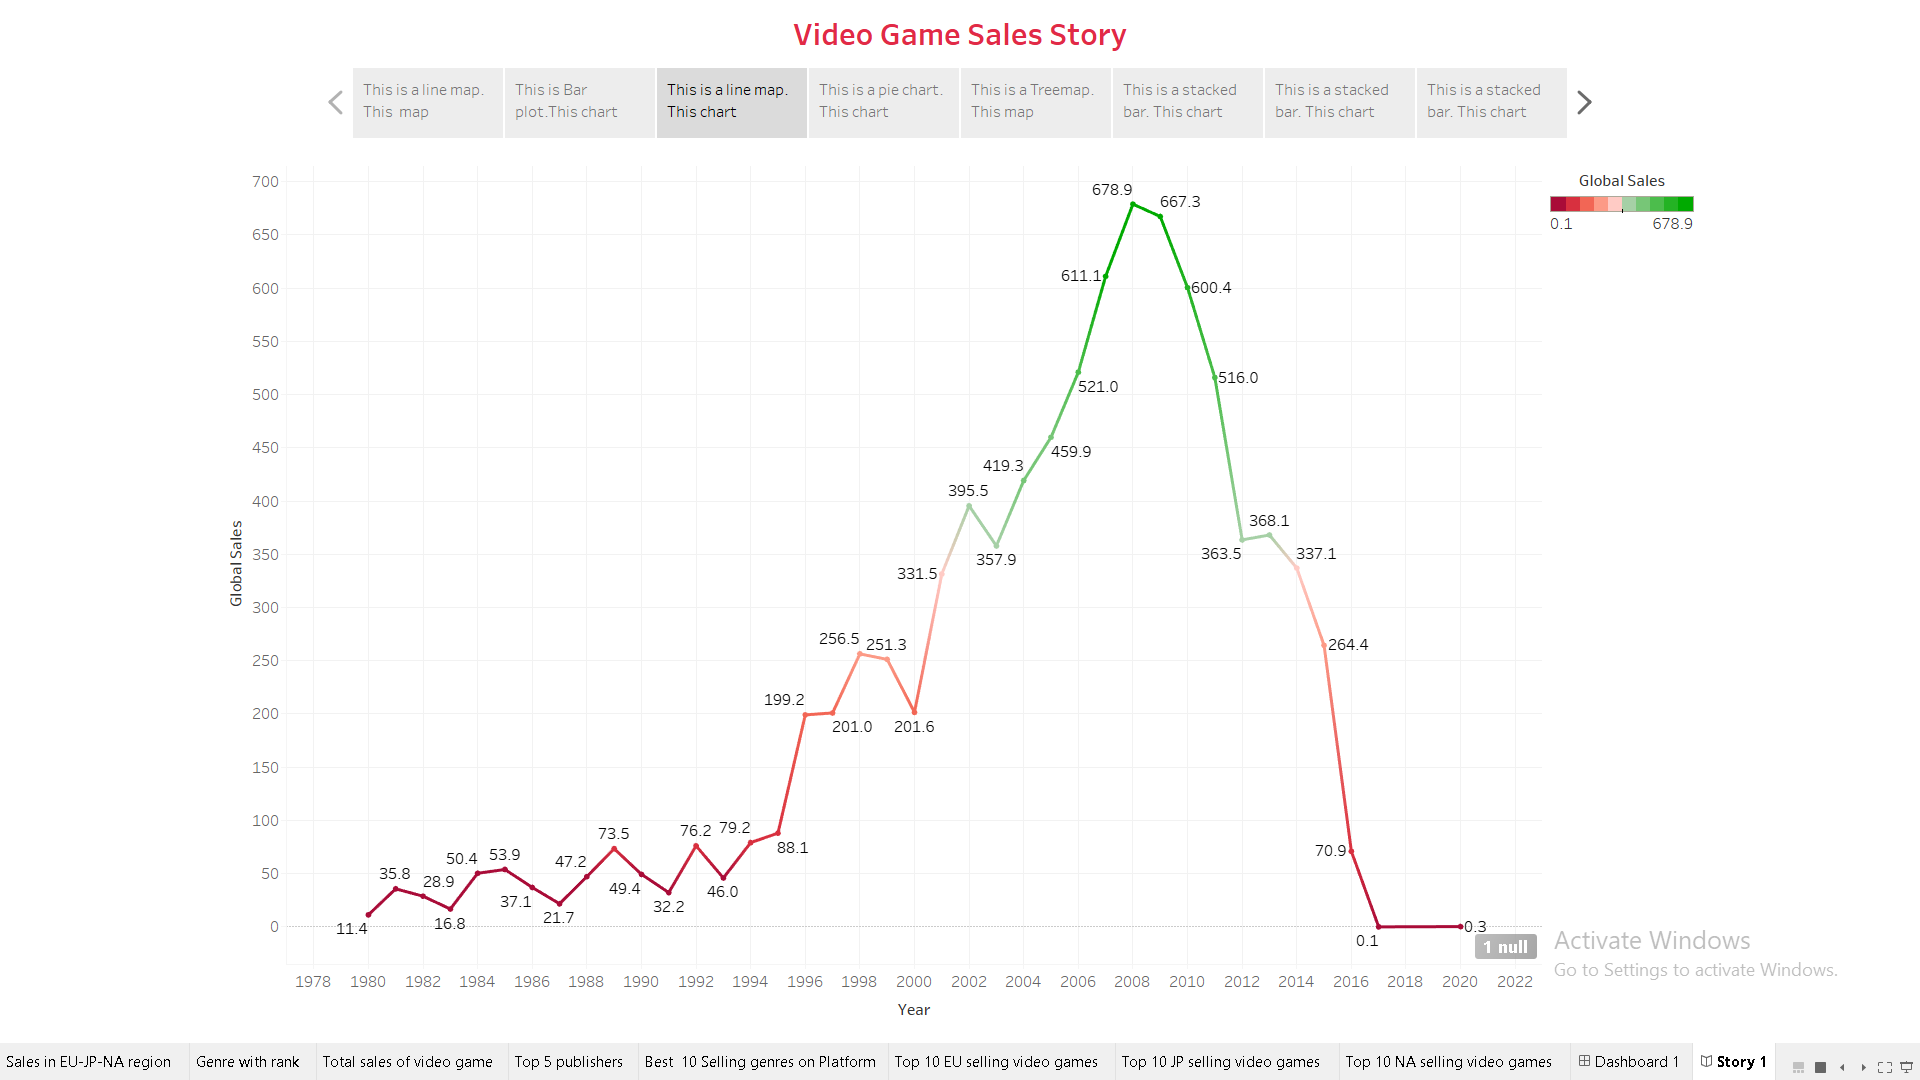 Video Game Sales Story
This is a line map.
This  map
This is Bar
plot.This chart
This is a line map.
This chart
This is a pie chart.
This chart
This is a Treemap.
This map
This is a stacked
bar. This chart
This is a stacked
bar. This chart
This is a stacked
bar. This chart
Global Sales
0.1 678.9
Global Sales
700
650
600
550
500
450
400
350
300
250
200
150
100
50
0
11.4
35.8
28.9
16.8
50.4
53.9
37.1
21.7
47.2
73.5
49.4
32.2
76.2
46.0
79.2
88.1
199.2
201.0
256.5
251.3
201.6
331.5
395.5
357.9
419.3
459.9
521.0
611.1
678.9
667.3
600.4
516.0
363.5
368.1
337.1
264.4
70.9
0.1
0.3
1 null
1978 1980 1982 1984 1986 1988 1990 1992 1994 1996 1998 2000 2002 2004 2006 2008 2010 2012 2014 2016 2018 2020 2022
Year
Activate Windows
Go to Settings to activate Windows.
Sales in EU-JP-NA region Genre with rank Total sales of video game Top 5 publishers Best  10 Selling genres on Platform Top 10 EU selling video games Top 10 JP selling video games Top 10 NA selling video games Dashboard 1 Story 1